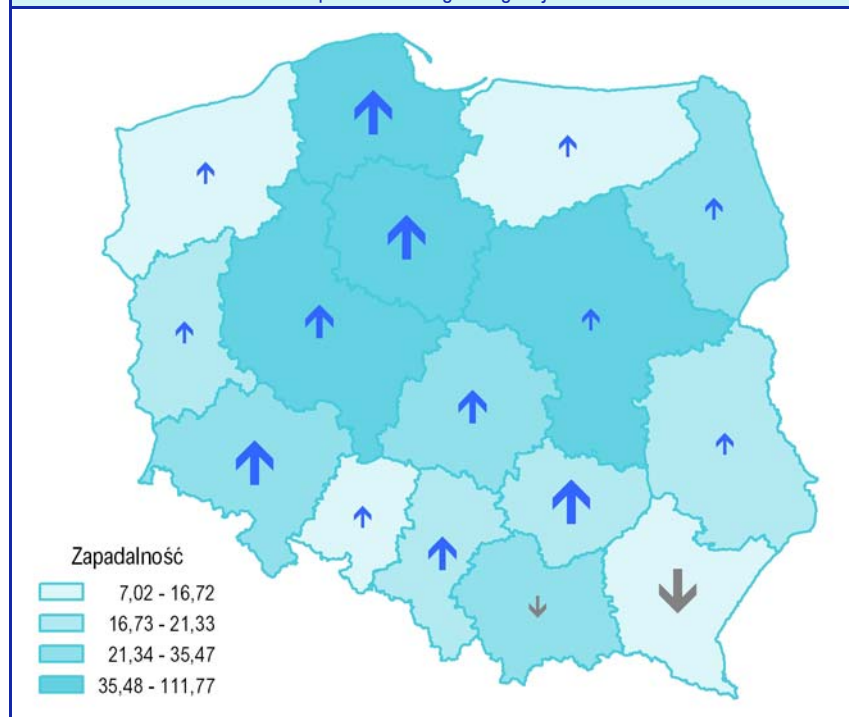 Zapadalność
7,02 - 16,72
16,73 - 21,33
21,34 - 35,47
35,48 - 111,77